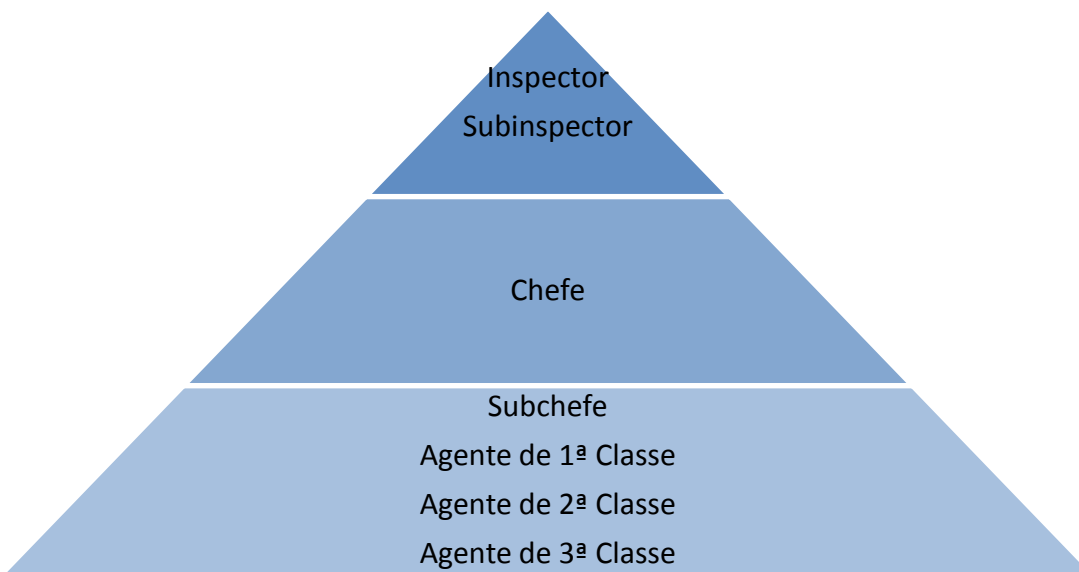 Inspector
Subinspector
Chefe
Subchefe
Agente de 1ª Classe
Agente de 2ª Classe
Agente de 3ª Classe